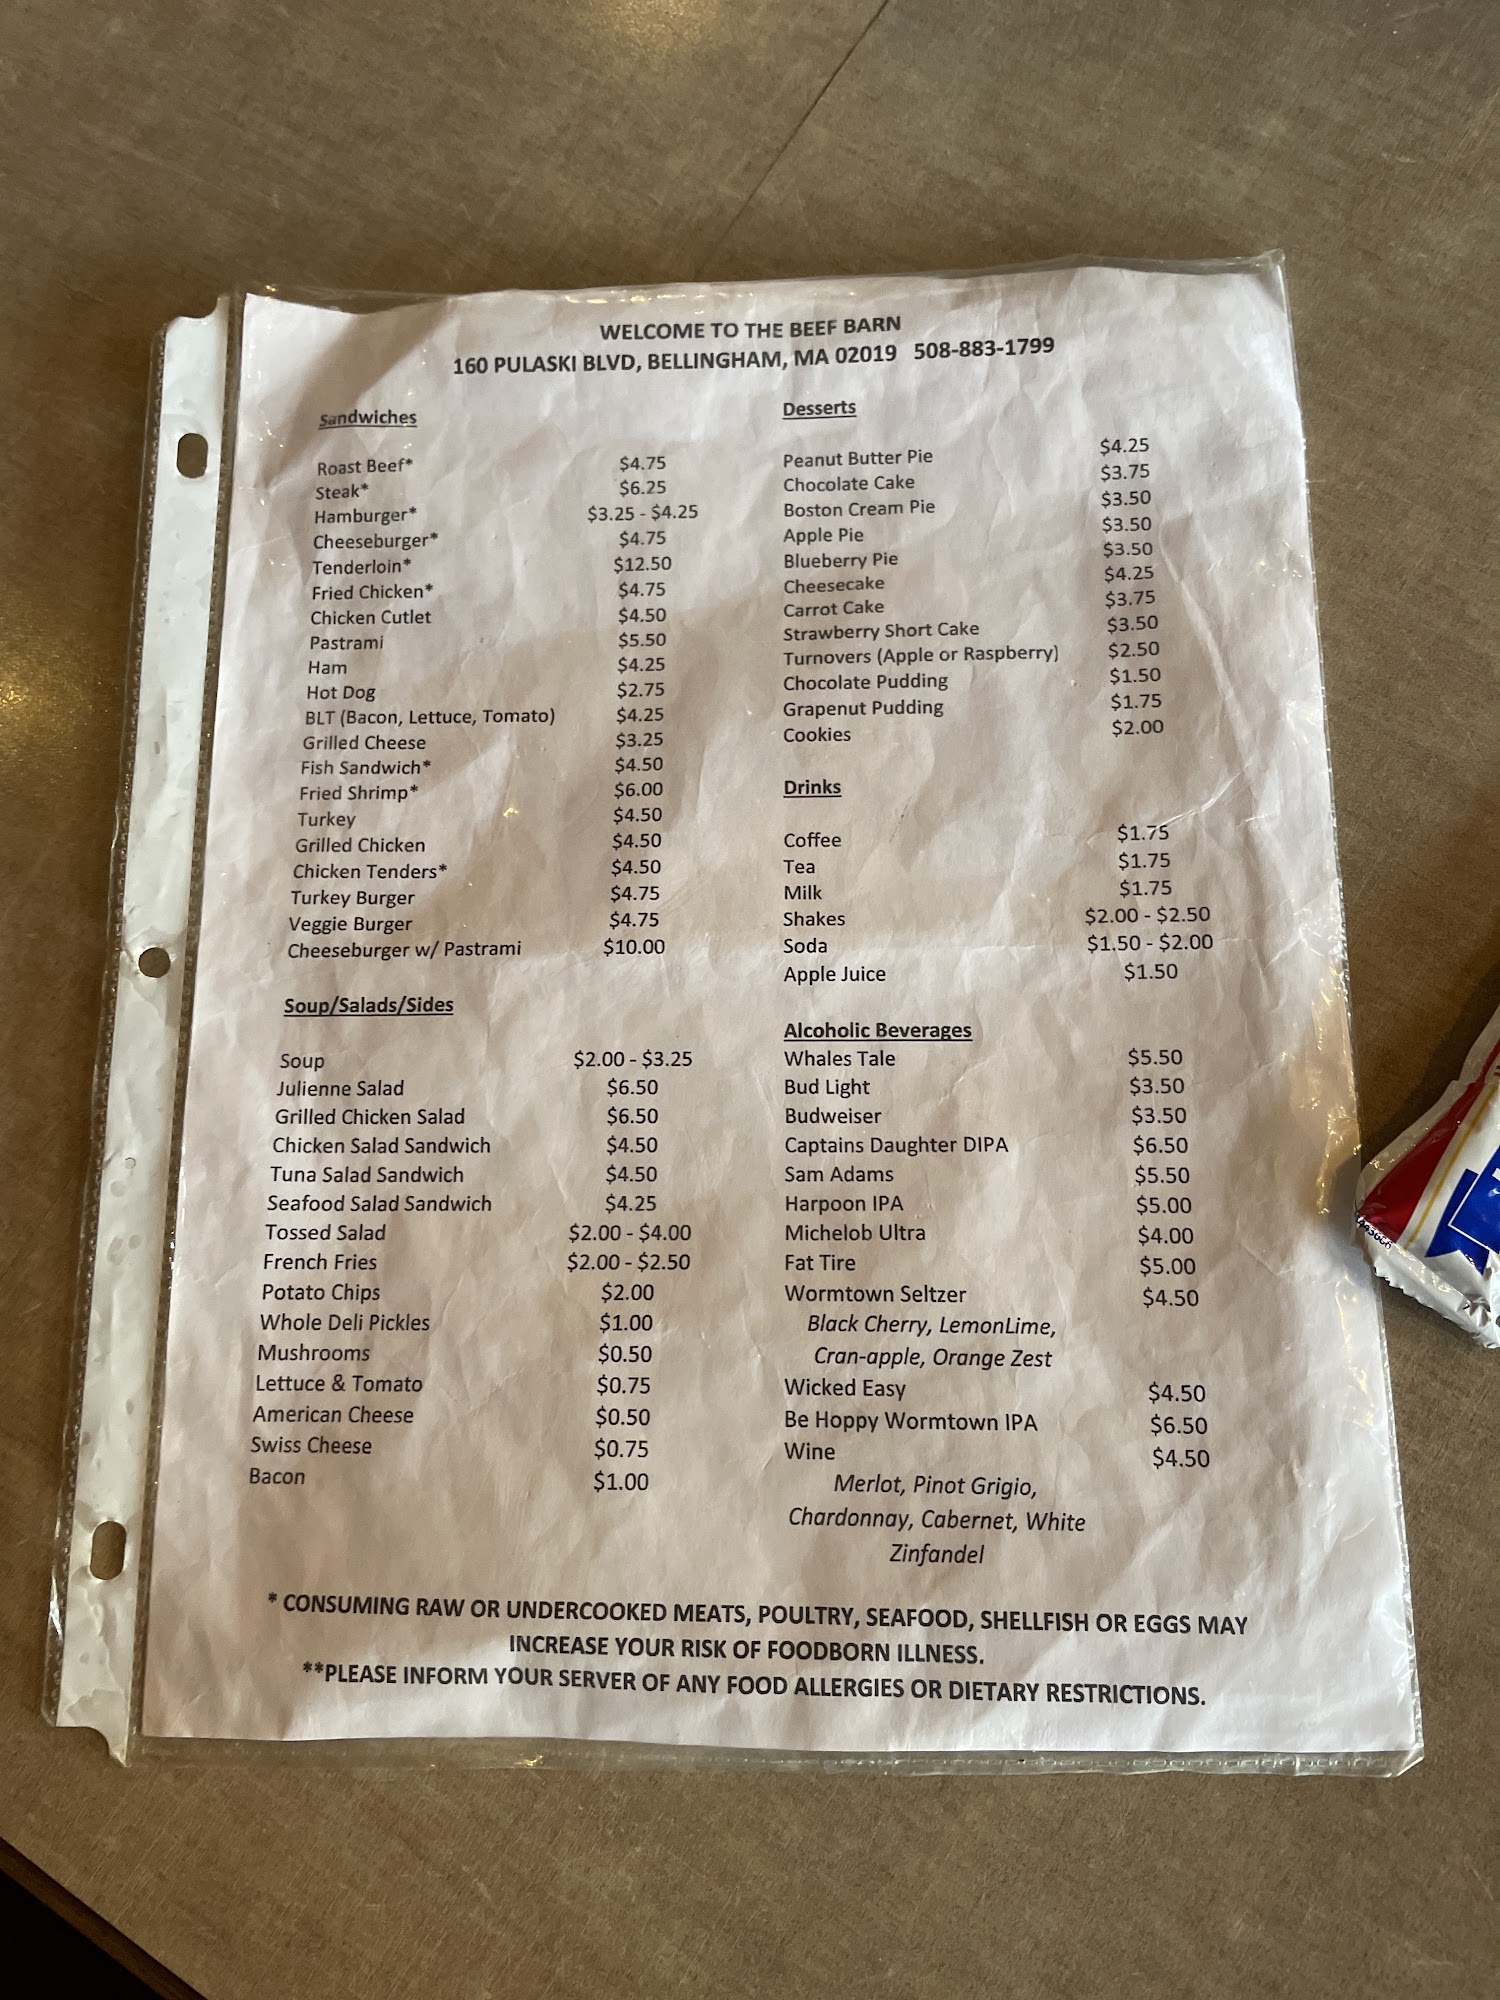 WELCOME TO THE BEEF BARN
160 PULASKI BLVD, BELLINGHAM, MA 02019 508-883-1799
Sandwiches
Roast Beef* $4.75
Steak* $6.25
Hamburger* $3.25 - $4.25
Cheeseburger* $4.75
Tenderloin* $12.50
Fried Chicken* $4.75
Chicken Cutlet $4.50
Pastrami $5.50
Ham $4.25
Hot Dog $2.75
BLT (Bacon, Lettuce, Tomato) $4.25
Grilled Cheese $3.25
Fish Sandwich* $4.50
Fried Shrimp* $6.00
Turkey $4.50
Grilled Chicken $4.50
Chicken Tenders* $4.50
Turkey Burger $4.75
Veggie Burger $4.75
Cheeseburger w/ Pastrami $10.00
Soup/Salads/Sides
Soup $2.00 - $3.25
Julienne Salad $6.50
Grilled Chicken Salad $6.50
Chicken Salad Sandwich $4.50
Tuna Salad Sandwich $4.50
Seafood Salad Sandwich $4.25
Tossed Salad $2.00 - $4.00
French Fries $2.00 - $2.50
Potato Chips $2.00
Whole Deli Pickles $1.00
Mushrooms $0.50
Lettuce & Tomato $0.75
American Cheese $0.50
Swiss Cheese $0.75
Bacon $1.00
Desserts
Peanut Butter Pie $4.25
Chocolate Cake $3.75
Boston Cream Pie $3.50
Apple Pie $3.50
Blueberry Pie $3.50
Cheesecake $4.25
Carrot Cake $3.75
Strawberry Short Cake $3.50
Turnovers (Apple or Raspberry) $2.50
Chocolate Pudding $1.50
Grapenut Pudding $1.75
Cookies $2.00
Drinks
Coffee $1.75
Tea $1.75
Milk $1.75
Shakes $2.00 - $2.50
Soda $1.50 - $2.00
Apple Juice $1.50
Alcoholic Beverages
Whales Tale $5.50
Bud Light $3.50
Budweiser $3.50
Captains Daughter DIPA $6.50
Sam Adams $5.50
Harpoon IPA $5.00
Michelob Ultra $4.00
Fat Tire $5.00
Wormtown Seltzer $4.50
Black Cherry, LemonLime,
Cran-apple, Orange Zest
Wicked Easy $4.50
Be Hoppy Wormtown IPA $6.50
Wine $4.50
Merlot, Pinot Grigio,
Chardonnay, Cabernet, White
Zinfandel
* CONSUMING RAW OR UNDERCOOKED MEATS, POULTRY, SEAFOOD, SHELLFISH OR EGGS MAY
INCREASE YOUR RISK OF FOODBORN ILLNESS.
**PLEASE INFORM YOUR SERVER OF ANY FOOD ALLERGIES OR DIETARY RESTRICTIONS.